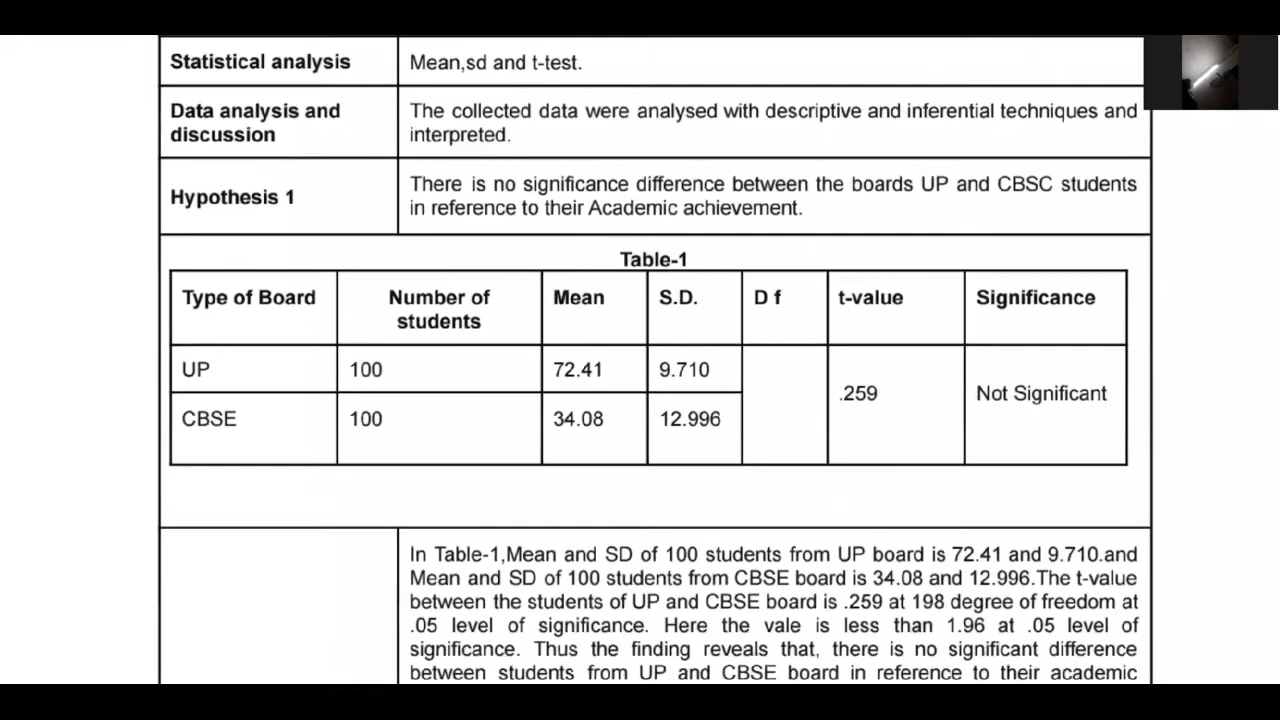 Statistical analysis
Mean,sd and t-test.
Data analysis and
discussion
The collected data were analysed with descriptive and inferential techniques and
interpreted.
Hypothesis 1
There is no significance difference between the boards UP and CBSC students
in reference to their Academic achievement.
Table-1
Type of Board
Number of
students
Mean
S.D.
D f
t-value
Significance
UP
100
72.41
9.710
.259
Not Significant
CBSE
100
34.08
12.996
In Table-1,Mean and SD of 100 students from UP board is 72.41 and 9.710.and
Mean and SD of 100 students from CBSE board is 34.08 and 12.996.The t-value
between the students of UP and CBSE board is .259 at 198 degree of freedom at
.05 level of significance. Here the vale is less than 1.96 at .05 level of
significance. Thus the finding reveals that, there is no significant difference
between students from UP and CBSE board in reference to their academic